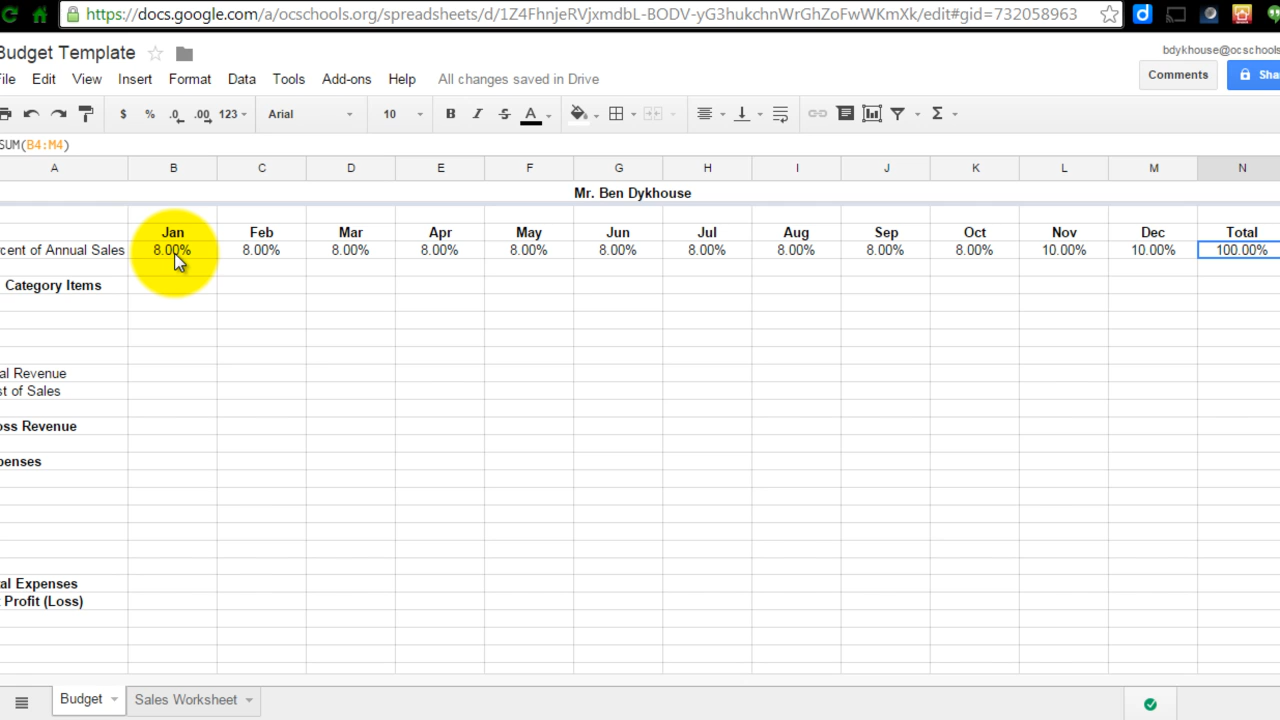 https://docs.google.com/a/ocschools.org/spreadsheets/d/1Z4FhnjeRVjxmdbL-BODV-yG3hukchnWrGhZoFwWKmXk/edit#gid=732058963
Budget Template
bdykhouse@ocschools
ile Edit View Insert Format Data Tools Add-ons Help All changes saved in Drive
Comments Sha
$ % .0 .00 123 Arial 10 B I S A Σ
SUM(B4:M4)
A B C D E F G H I J K L M N
Mr. Ben Dykhouse
Jan Feb Mar Apr May Jun Jul Aug Sep Oct Nov Dec Total
cent of Annual Sales 8.00% 8.00% 8.00% 8.00% 8.00% 8.00% 8.00% 8.00% 8.00% 8.00% 10.00% 10.00% 100.00%
Category Items
al Revenue
st of Sales
oss Revenue
penses
tal Expenses
t Profit (Loss)
Budget Sales Worksheet